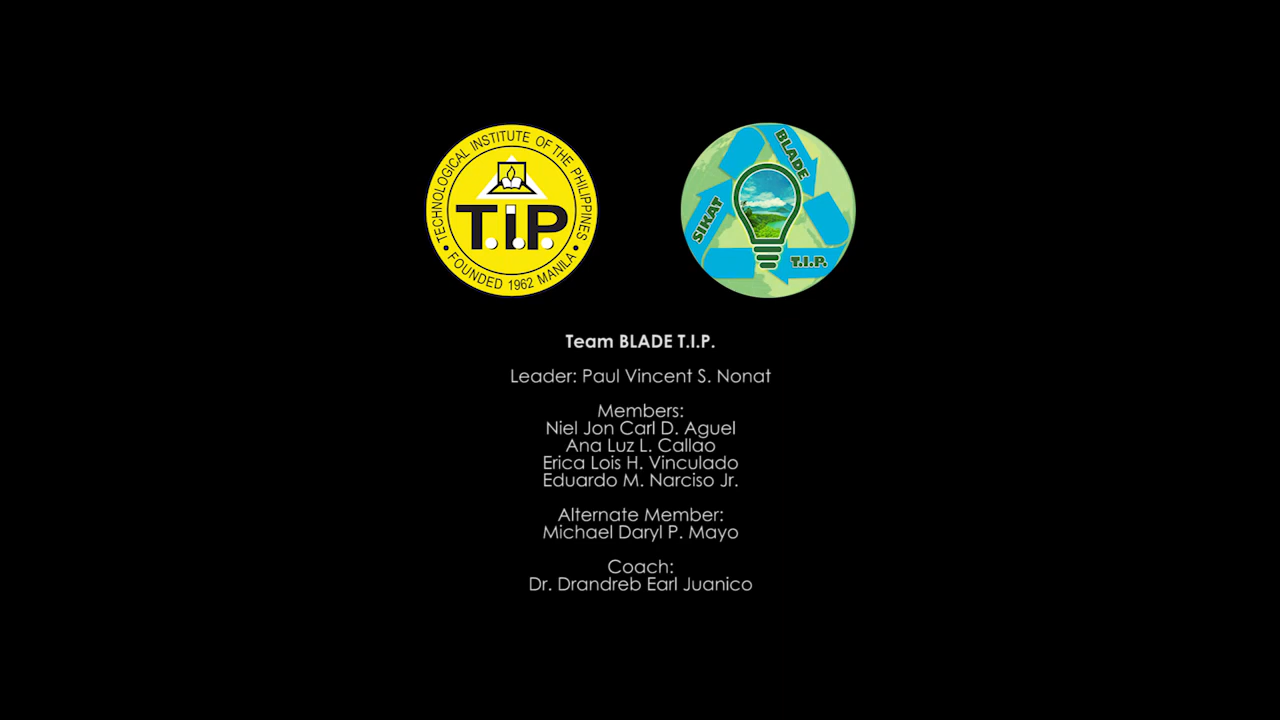 TECHNOLOGICAL INSTITUTE OF THE PHILIPPINES
T.I.P.
• FOUNDED 1962 MANILA •
BLADE
SIKAT
T.I.P.
Team BLADE T.I.P.
Leader: Paul Vincent S. Nonat
Members:
Niel Jon Carl D. Aguel
Ana Luz L. Callao
Erica Lois H. Vinculado
Eduardo M. Narciso Jr.
Alternate Member:
Michael Daryl P. Mayo
Coach:
Dr. Drandreb Earl Juanico